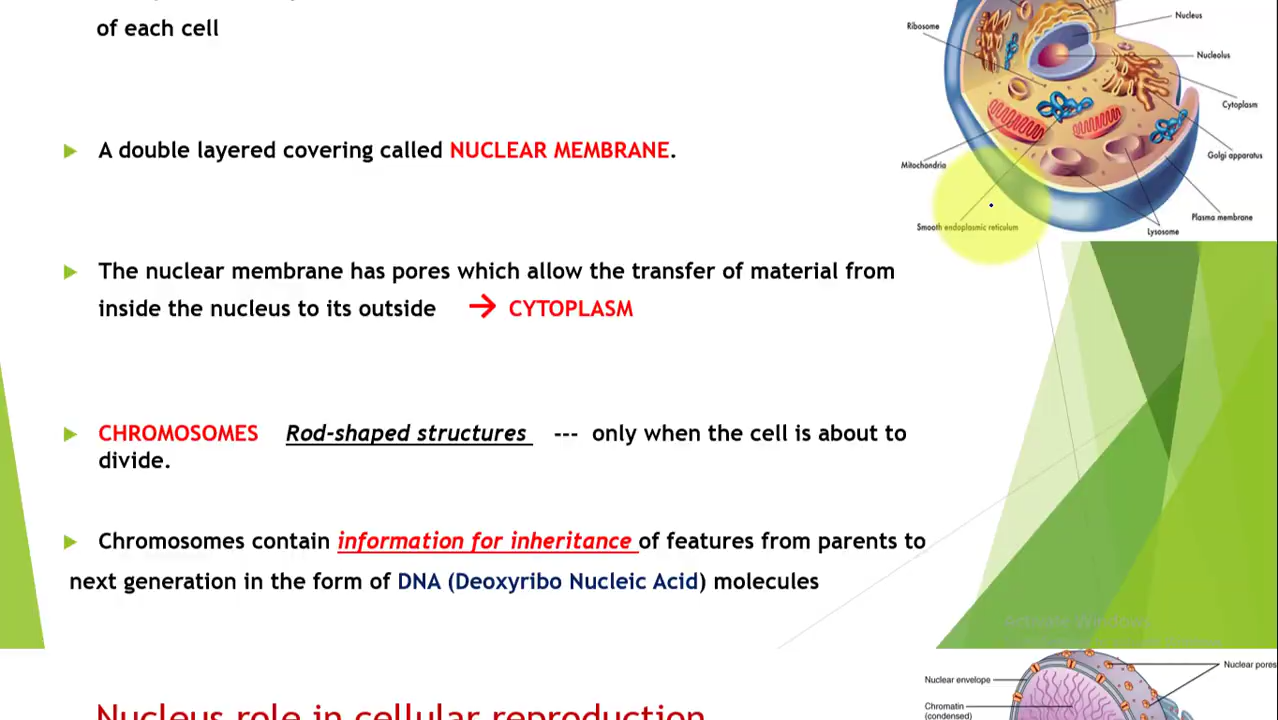 of each cell
A double layered covering called NUCLEAR MEMBRANE.
The nuclear membrane has pores which allow the transfer of material from
inside the nucleus to its outside → CYTOPLASM
CHROMOSOMES Rod-shaped structures --- only when the cell is about to
divide.
Chromosomes contain information for inheritance of features from parents to
next generation in the form of DNA (Deoxyribo Nucleic Acid) molecules
Nucleus role in cellular reproduction
Ribosome
Nucleus
Nucleolus
Cytoplasm
Golgi apparatus
Mitochondria
Plasma membrane
Smooth endoplasmic reticulum
Lysosome
Activate Windows
Nuclear pores
Nuclear envelope
Chromatin
(condensed)